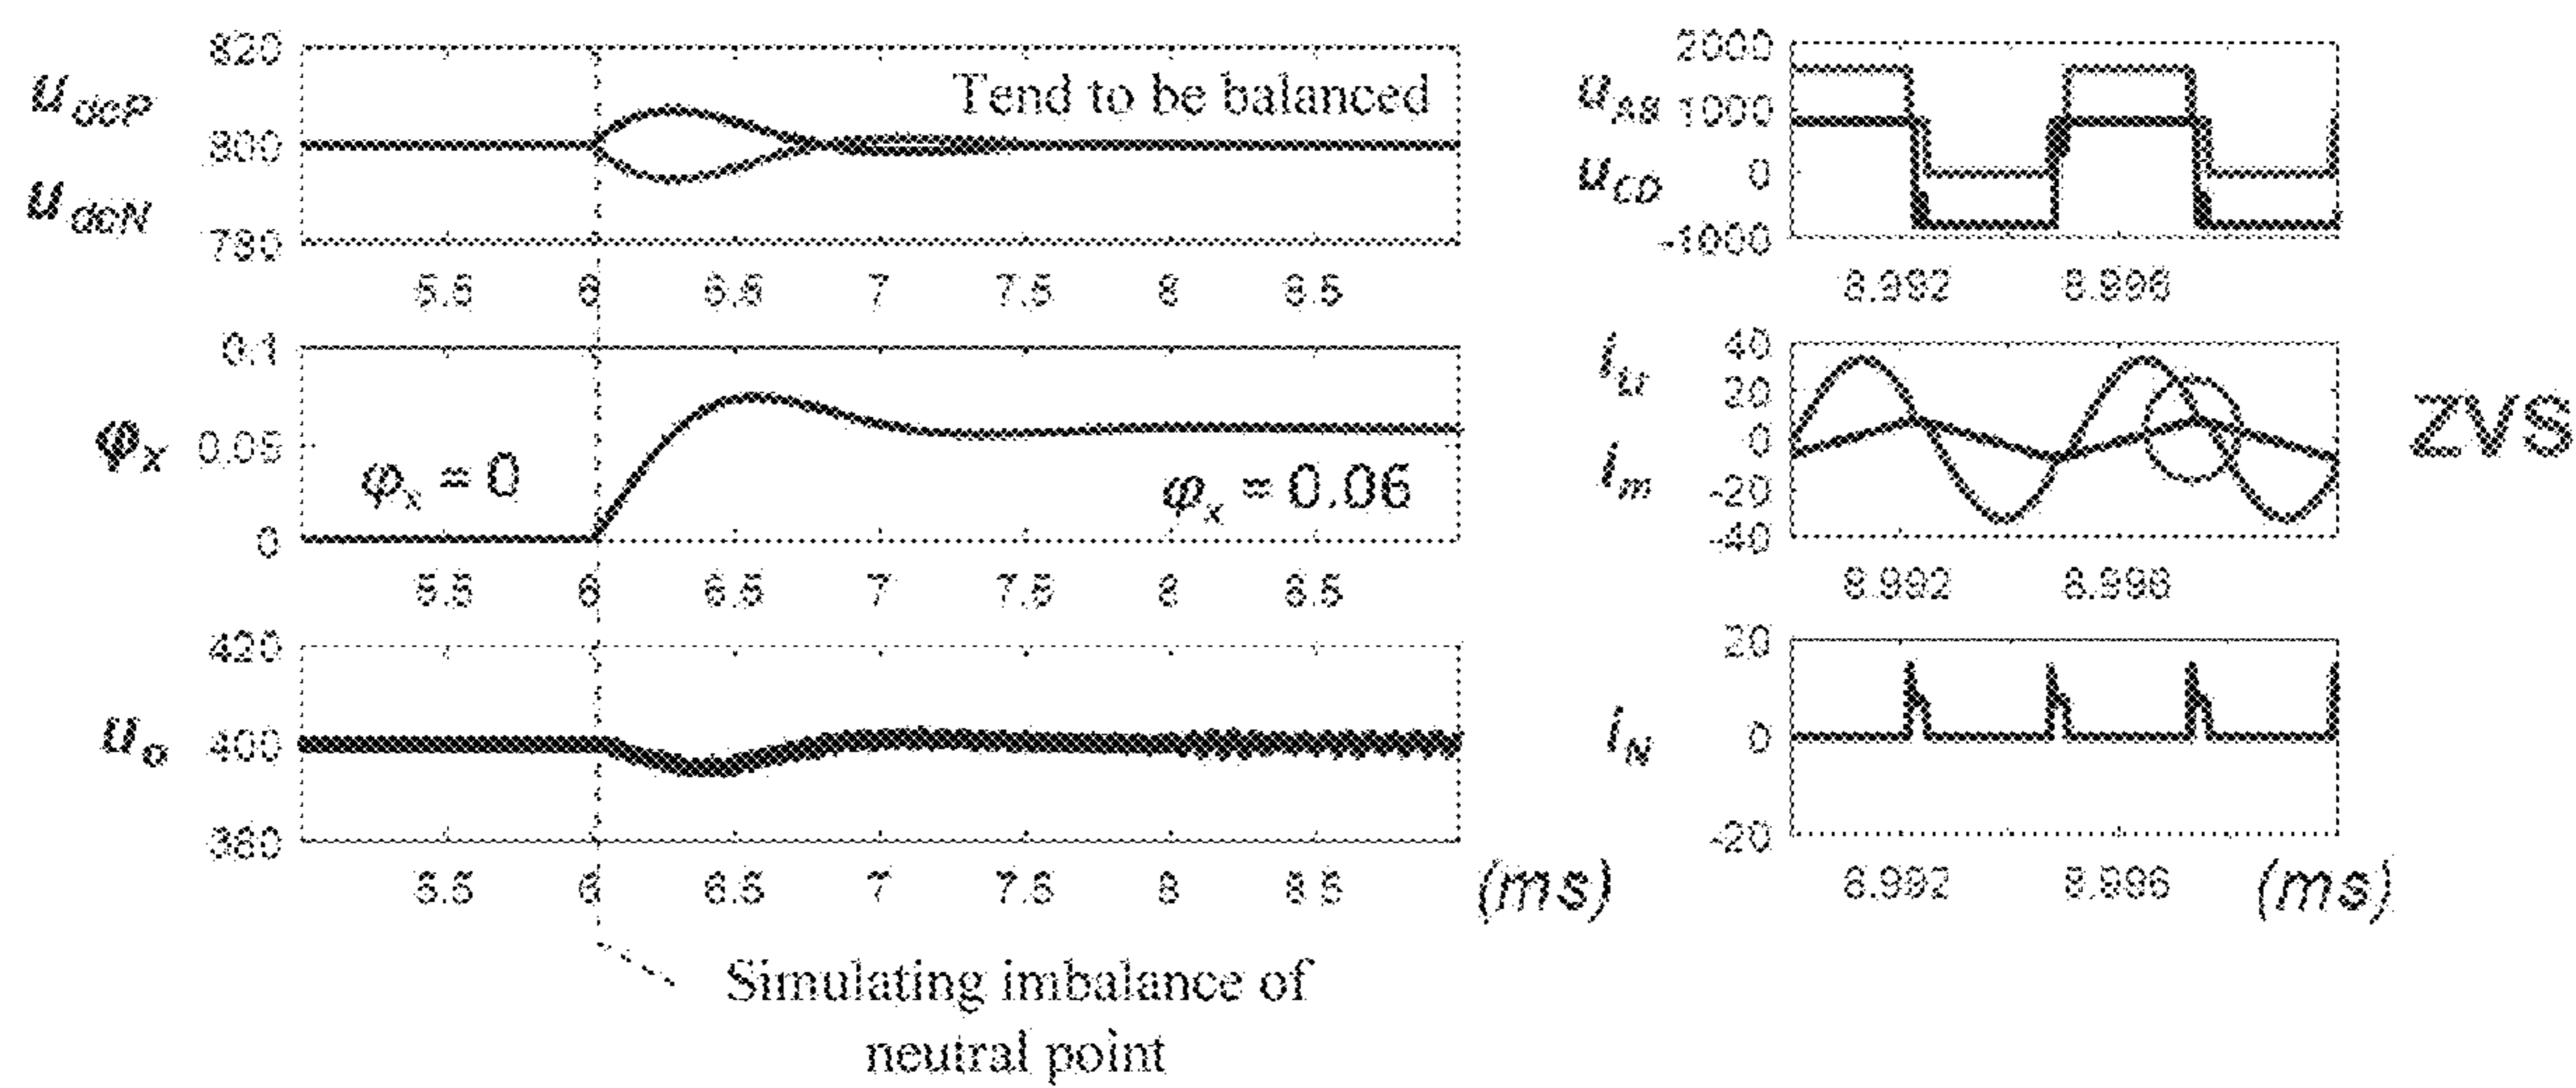 820
u_dcP
Tend to be balanced
800
u_dcN
780
5.5 6 6.5 7 7.5 8 8.5
0.1
φ_x 0.05
φ_x = 0
φ_x = 0.06
0
5.5 6 6.5 7 7.5 8 8.5
420
u_o 400
380
5.5 6 6.5 7 7.5 8 8.5 (ms)
Simulating imbalance of
neutral point
2000
u_AB 1000
u_CD 0
-1000
8.992 8.996
40
20
0
i_m -20
-40
ZVS
8.992 8.996
20
i_N 0
-20
8.992 8.996 (ms)